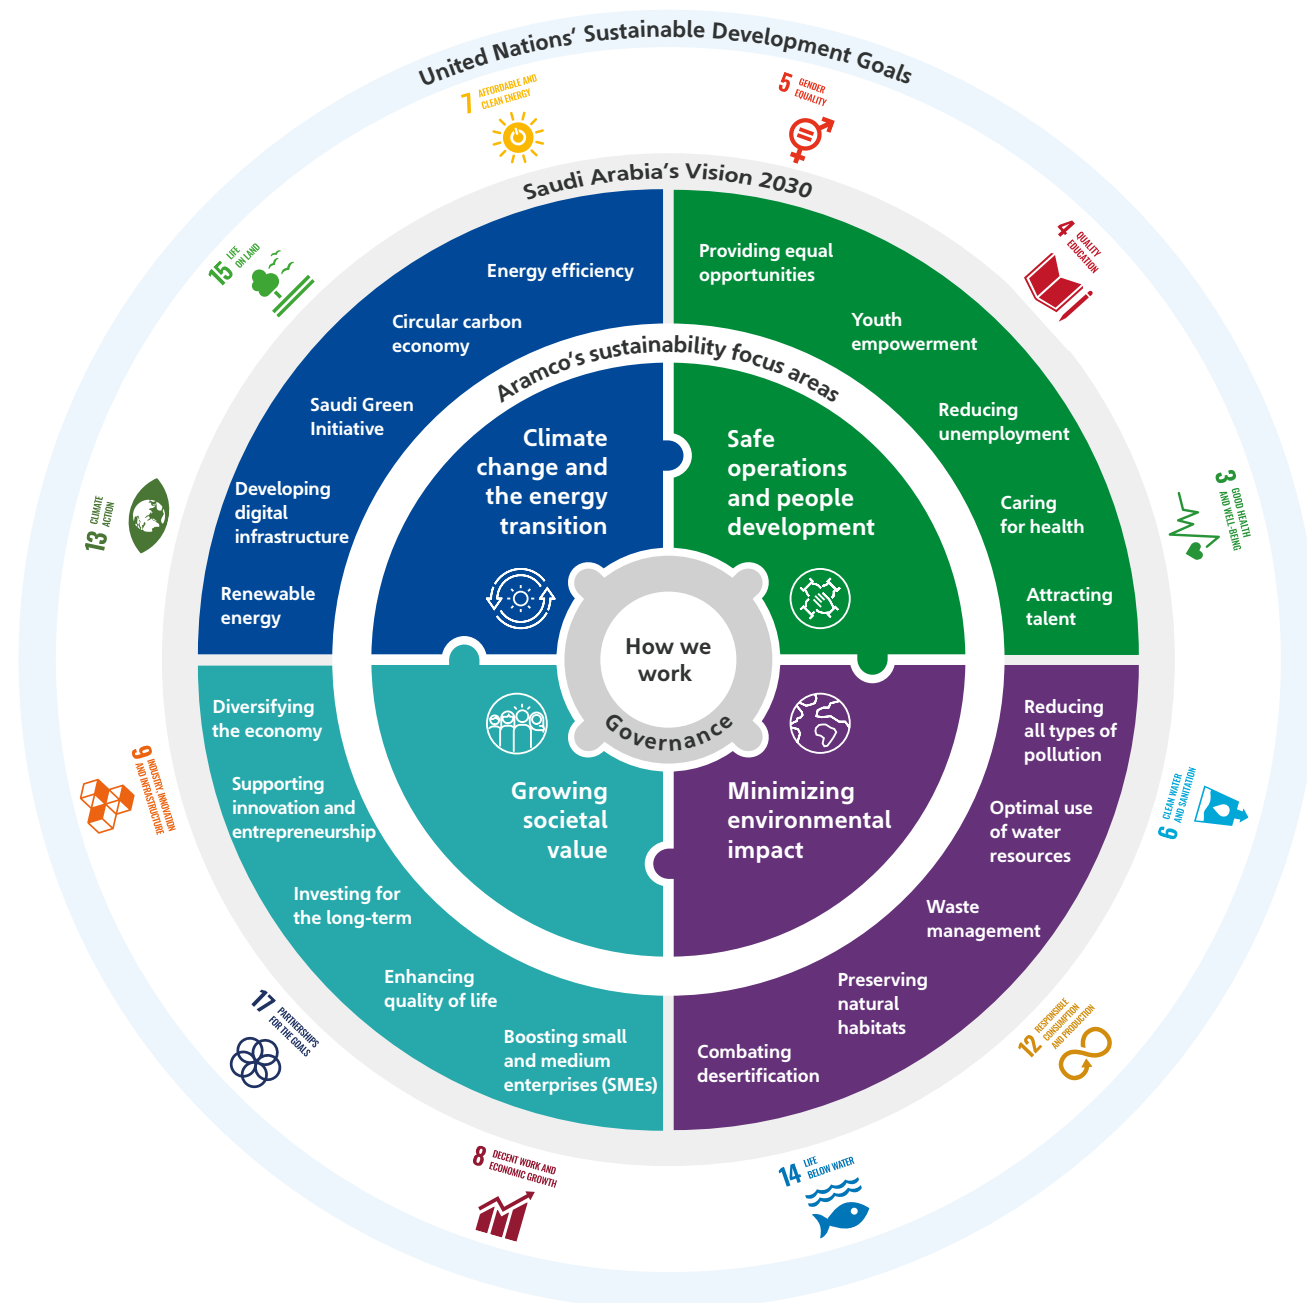 United Nations’ Sustainable Development Goals
7 AFFORDABLE AND
CLEAN ENERGY
5 GENDER
EQUALITY
4 QUALITY
EDUCATION
3 GOOD HEALTH
AND WELL-BEING
6 CLEAN WATER
AND SANITATION
12 RESPONSIBLE
CONSUMPTION
AND PRODUCTION
14 LIFE
BELOW WATER
8 DECENT WORK AND
ECONOMIC GROWTH
17 PARTNERSHIPS
FOR THE GOALS
9 INDUSTRY, INNOVATION
AND INFRASTRUCTURE
13 CLIMATE
ACTION
15 LIFE
ON LAND
Saudi Arabia’s Vision 2030
Energy efficiency
Circular carbon
economy
Saudi Green
Initiative
Developing
digital
infrastructure
Renewable
energy
Providing equal
opportunities
Youth
empowerment
Reducing
unemployment
Caring
for health
Attracting
talent
Diversifying
the economy
Supporting
innovation and
entrepreneurship
Investing for
the long-term
Enhancing
quality of life
Boosting small
and medium
enterprises (SMEs)
Reducing
all types of
pollution
Optimal use
of water
resources
Waste
management
Preserving
natural
habitats
Combating
desertification
Aramco’s sustainability focus areas
Climate
change and
the energy
transition
Safe
operations
and people
development
Growing
societal
value
Minimizing
environmental
impact
How we
work
Governance